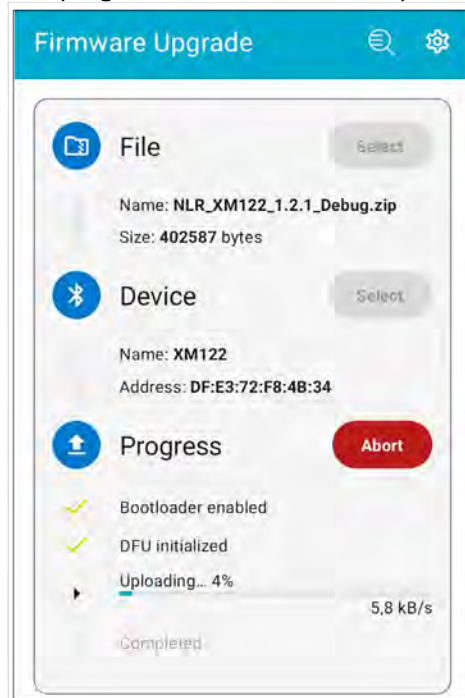 Firmware Upgrade
File
Select
Name: NLR_XM122_1.2.1_Debug.zip
Size: 402587 bytes
Device
Select
Name: XM122
Address: DF:E3:72:F8:4B:34
Progress
Abort
Bootloader enabled
DFU initialized
Uploading... 4%
5,8 kB/s
Completed